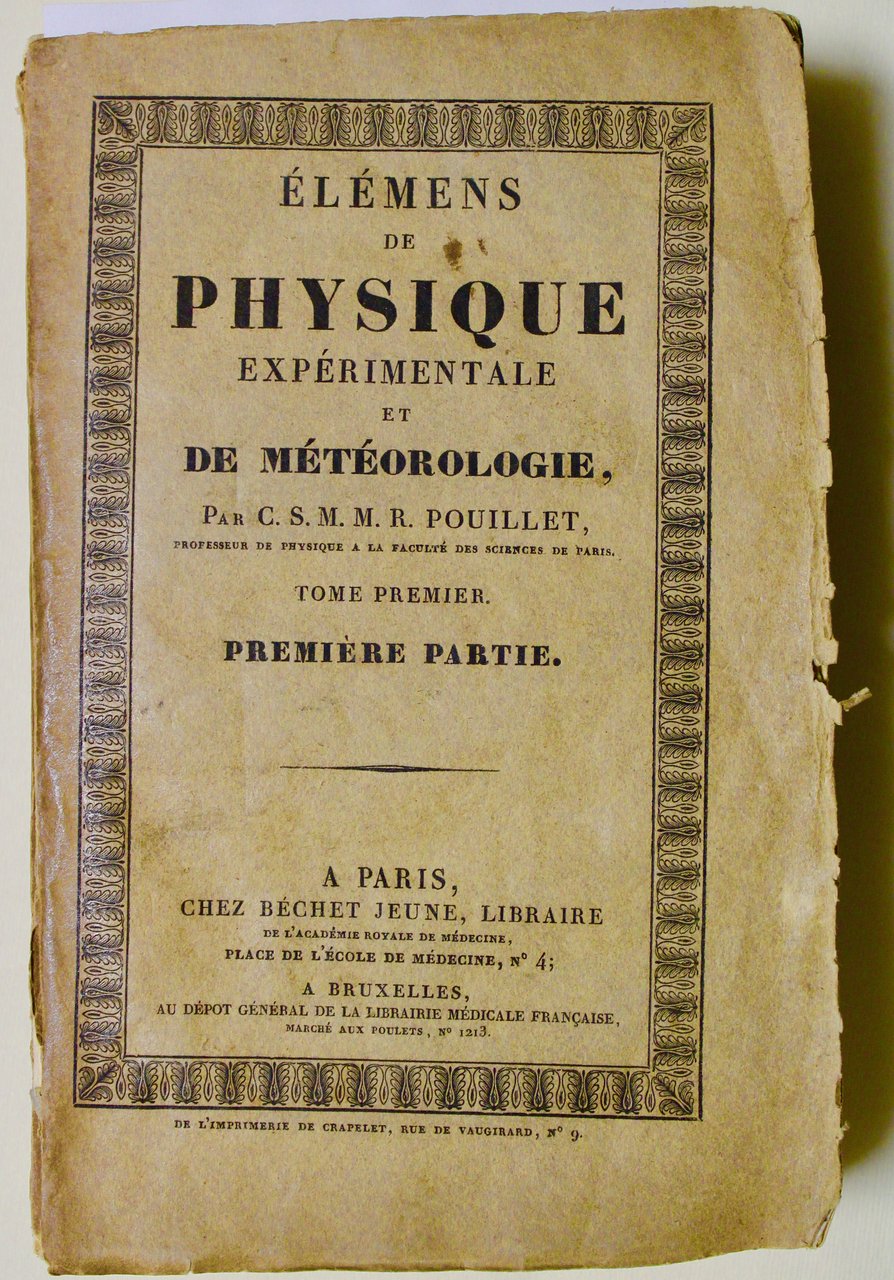 ÉLÉMENS
DE
PHYSIQUE
EXPÉRIMENTALE
ET
DE MÉTÉOROLOGIE,
PAR C. S. M. M. R. POUILLET,
PROFESSEUR DE PHYSIQUE A LA FACULTÉ DES SCIENCES DE PARIS.
TOME PREMIER.
PREMIÈRE PARTIE.
A PARIS,
CHEZ BÉCHET JEUNE, LIBRAIRE
DE L'ACADÉMIE ROYALE DE MÉDECINE,
PLACE DE L'ÉCOLE DE MÉDECINE, N° 4;
A BRUXELLES,
AU DÉPOT GÉNÉRAL DE LA LIBRAIRIE MÉDICALE FRANÇAISE,
MARCHÉ AUX POULETS, N° 1213.
DE L'IMPRIMERIE DE CRAPELET, RUE DE VAUGIRARD, N° 9.